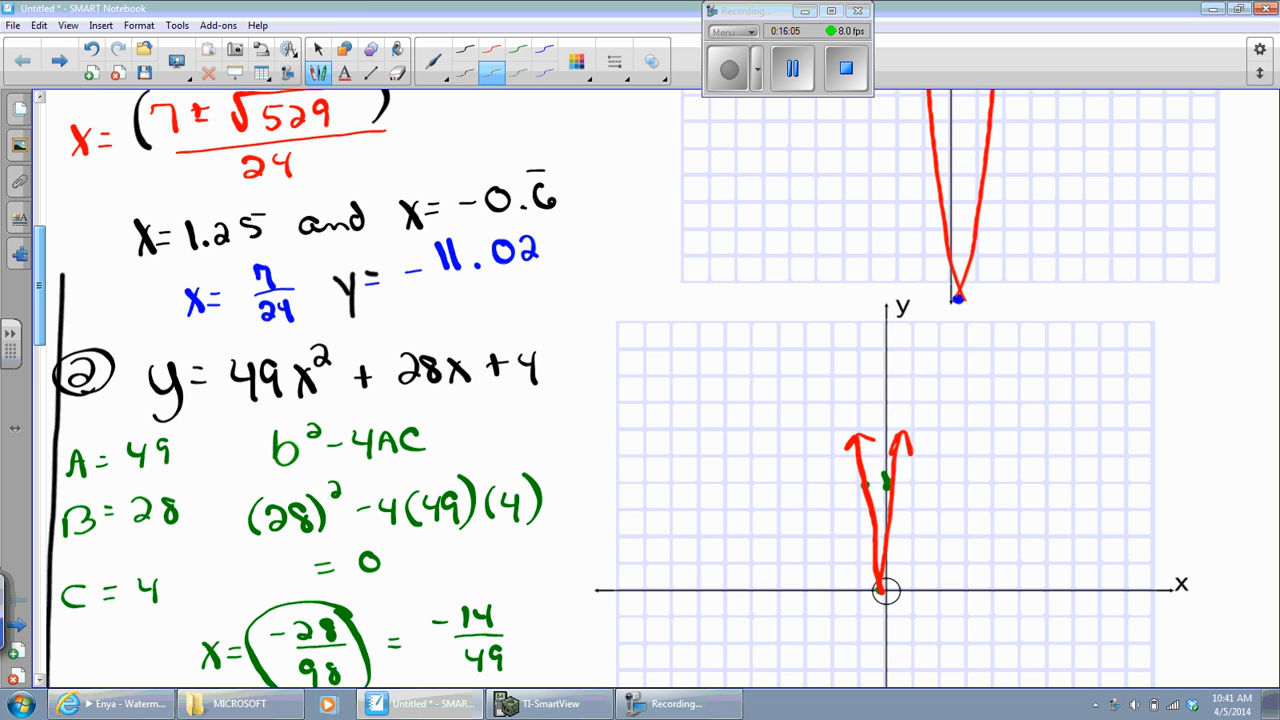 Untitled * - SMART Notebook
Recording...
File Edit View Insert Format Tools Add-ons Help
Menu 0:16:05 8.0 fps
x = (7 ± √529 / 24)
x = 1.25 and x = -0.6̅
x = 7/24 y = -11.02
② y = 49x² + 28x + 4
A = 49 b² - 4AC
B = 28 (28)² - 4(49)(4)
= 0
C = 4
x = (-28/98) = -14/49
y
x
Enya - Waterm...
MICROSOFT
Untitled * - SMAR...
TI-SmartView
Recording...
10:41 AM
4/5/2014